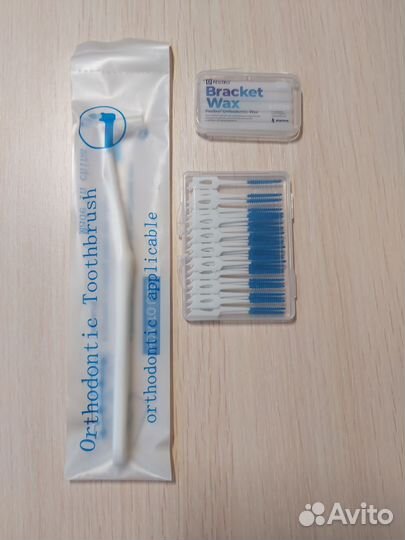 Orthodontic Toothbrush
orthodontic applicable
Bracket
Wax
Avito